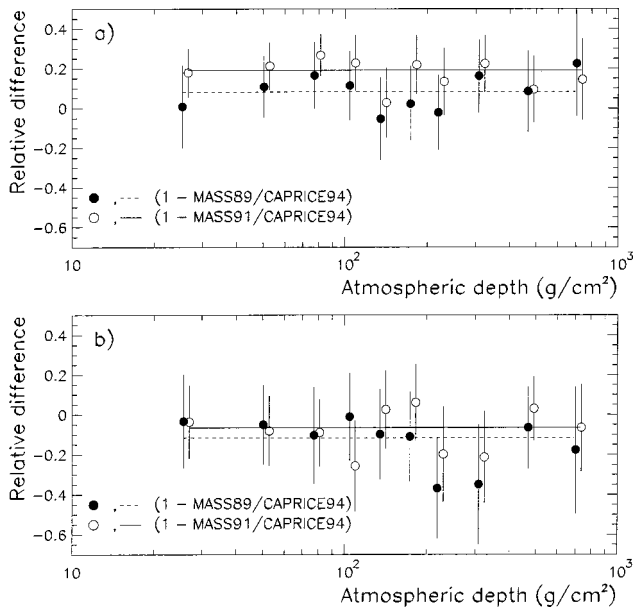 a)
Relative difference
0.4
0.2
0
-0.2
-0.4
-0.6
● , ---- (1 - MASS89/CAPRICE94)
○ , —— (1 - MASS91/CAPRICE94)
10
10²
10³
Atmospheric depth (g/cm²)
b)
Relative difference
0.4
0.2
0
-0.2
-0.4
-0.6
● , ---- (1 - MASS89/CAPRICE94)
○ , —— (1 - MASS91/CAPRICE94)
10
10²
10³
Atmospheric depth (g/cm²)